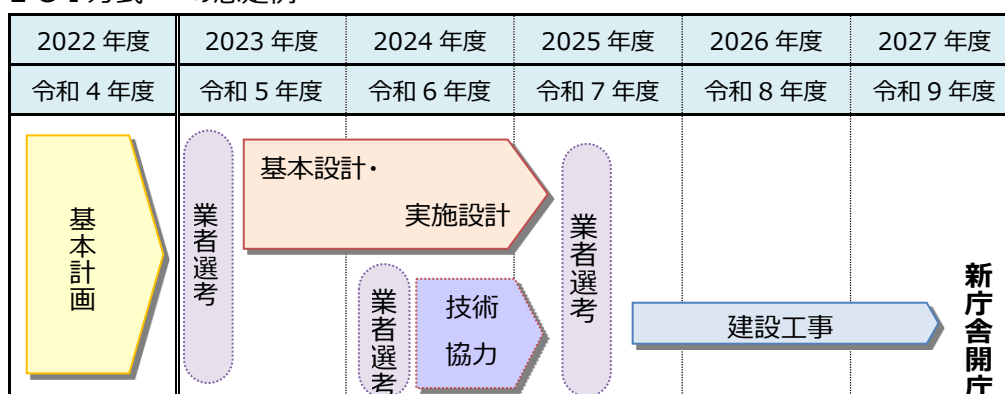 2022 年度
2023 年度
2024 年度
2025 年度
2026 年度
2027 年度
令和 4 年度
令和 5 年度
令和 6 年度
令和 7 年度
令和 8 年度
令和 9 年度
基本計画
業者選考
基本設計・
実施設計
業者選考
技術
協力
業者選考
建設工事
新庁舎開庁